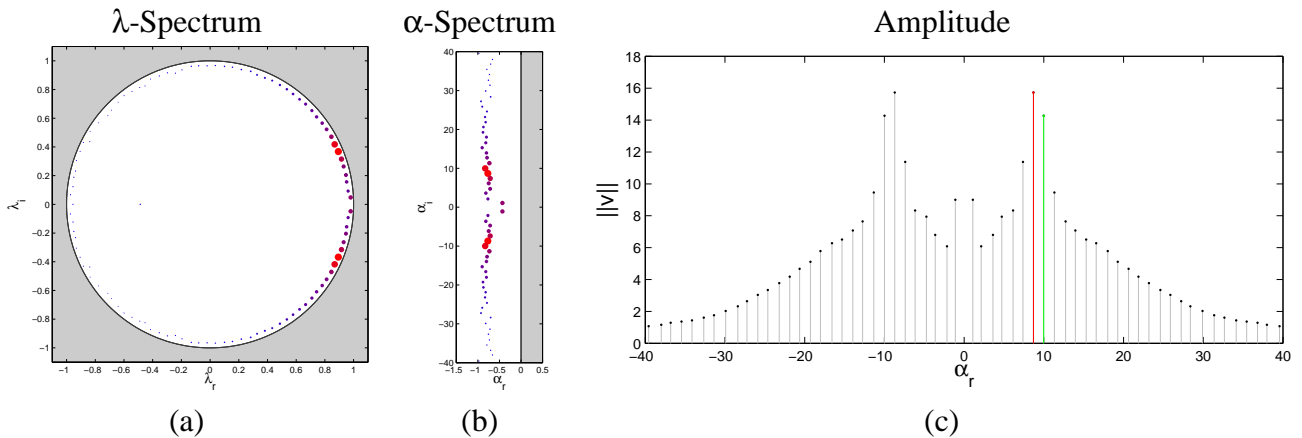 λ-Spectrum
α-Spectrum
Amplitude
1
0.8
0.6
0.4
0.2
0
−0.2
−0.4
−0.6
−0.8
−1
λi
−1 −0.8 −0.6 −0.4 −0.2 0 0.2 0.4 0.6 0.8 1
λr
40
30
20
10
0
−10
−20
−30
−40
αi
−1.5 −1 −0.5 0 0.5
αr
18
16
14
12
10
8
6
4
2
0
||v||
−40 −30 −20 −10 0 10 20 30 40
αr
(a)
(b)
(c)